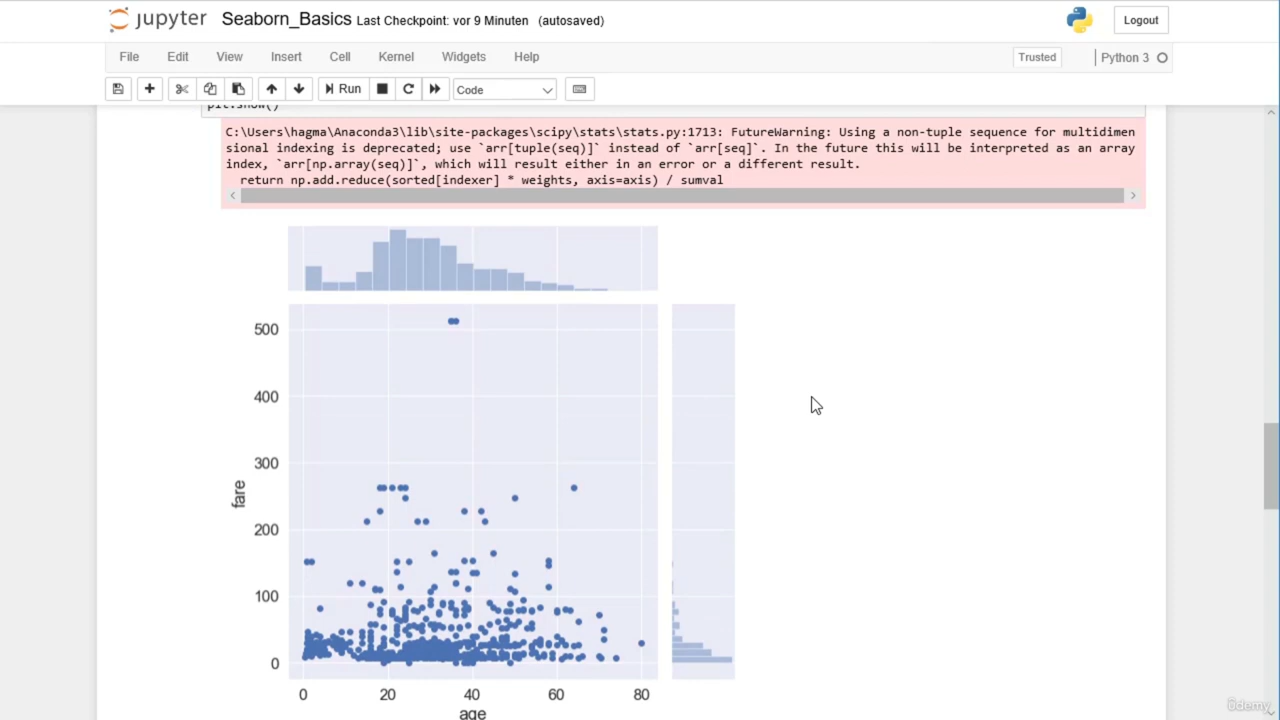 jupyter Seaborn_Basics Last Checkpoint: vor 9 Minuten (autosaved)
Logout
File Edit View Insert Cell Kernel Widgets Help
Trusted
Python 3
Run
Code
plt.show()
C:\Users\hagma\Anaconda3\lib\site-packages\scipy\stats\stats.py:1713: FutureWarning: Using a non-tuple sequence for multidimen
sional indexing is deprecated; use `arr[tuple(seq)]` instead of `arr[seq]`. In the future this will be interpreted as an array
index, `arr[np.array(seq)]`, which will result either in an error or a different result.
return np.add.reduce(sorted[indexer] * weights, axis=axis) / sumval
500
400
300
fare
200
100
0
0 20 40 60 80
age
ûdemy